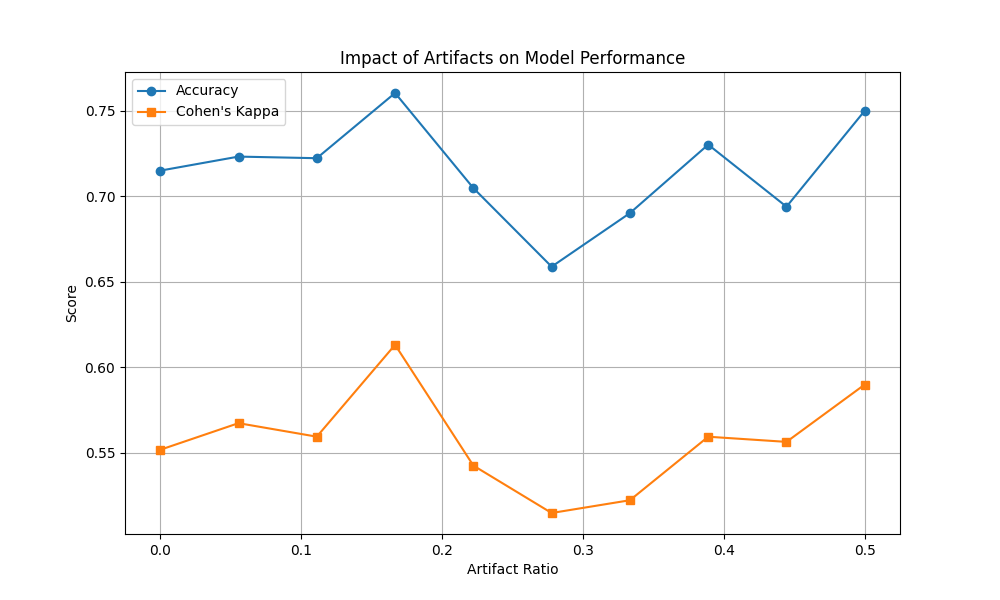 Impact of Artifacts on Model Performance
Accuracy
Cohen's Kappa
Score
0.75
0.70
0.65
0.60
0.55
0.0 0.1 0.2 0.3 0.4 0.5
Artifact Ratio